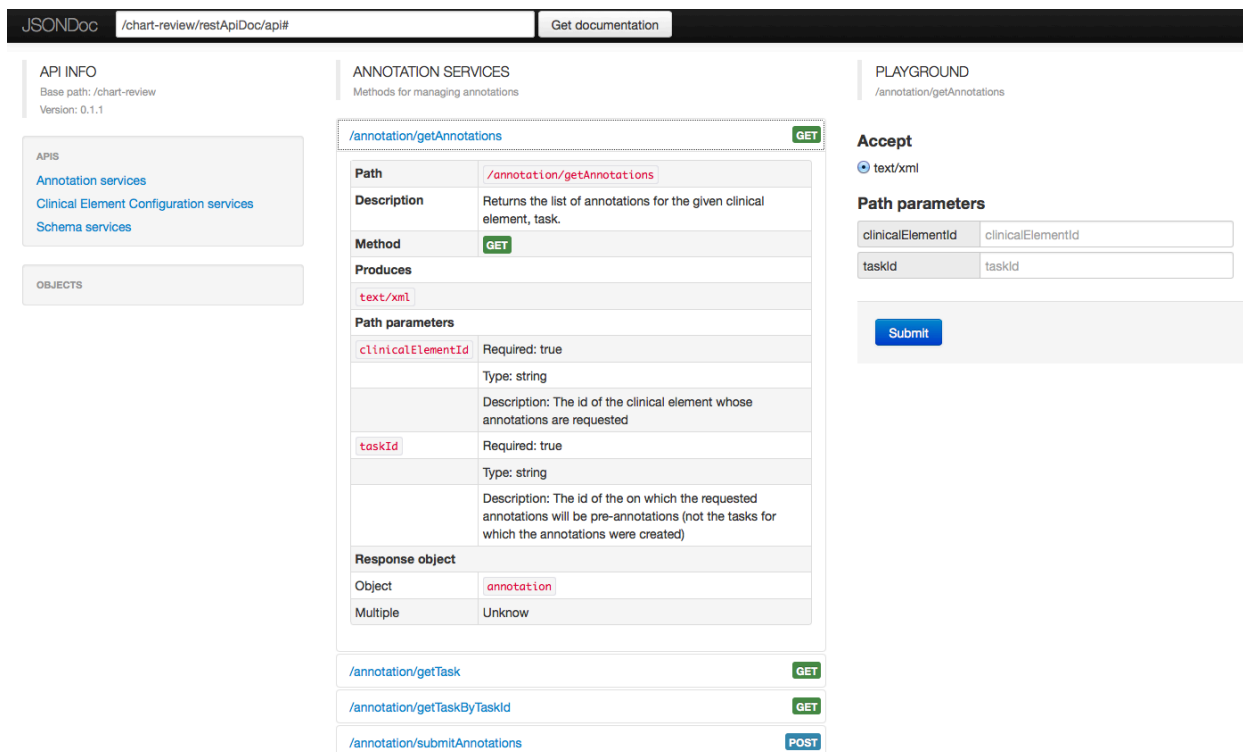 JSONDoc /chart-review/restApiDoc/api# Get documentation
API INFO
Base path: /chart-review
Version: 0.1.1
APIS
Annotation services
Clinical Element Configuration services
Schema services
OBJECTS
ANNOTATION SERVICES
Methods for managing annotations
/annotation/getAnnotations GET
Path /annotation/getAnnotations
Description Returns the list of annotations for the given clinical
element, task.
Method GET
Produces
text/xml
Path parameters
clinicalElementId Required: true
Type: string
Description: The id of the clinical element whose
annotations are requested
taskId Required: true
Type: string
Description: The id of the on which the requested
annotations will be pre-annotations (not the tasks for
which the annotations were created)
Response object
Object annotation
Multiple Unknow
/annotation/getTask GET
/annotation/getTaskByTaskId GET
/annotation/submitAnnotations POST
PLAYGROUND
/annotation/getAnnotations
Accept
text/xml
Path parameters
clinicalElementId clinicalElementId
taskId taskId
Submit